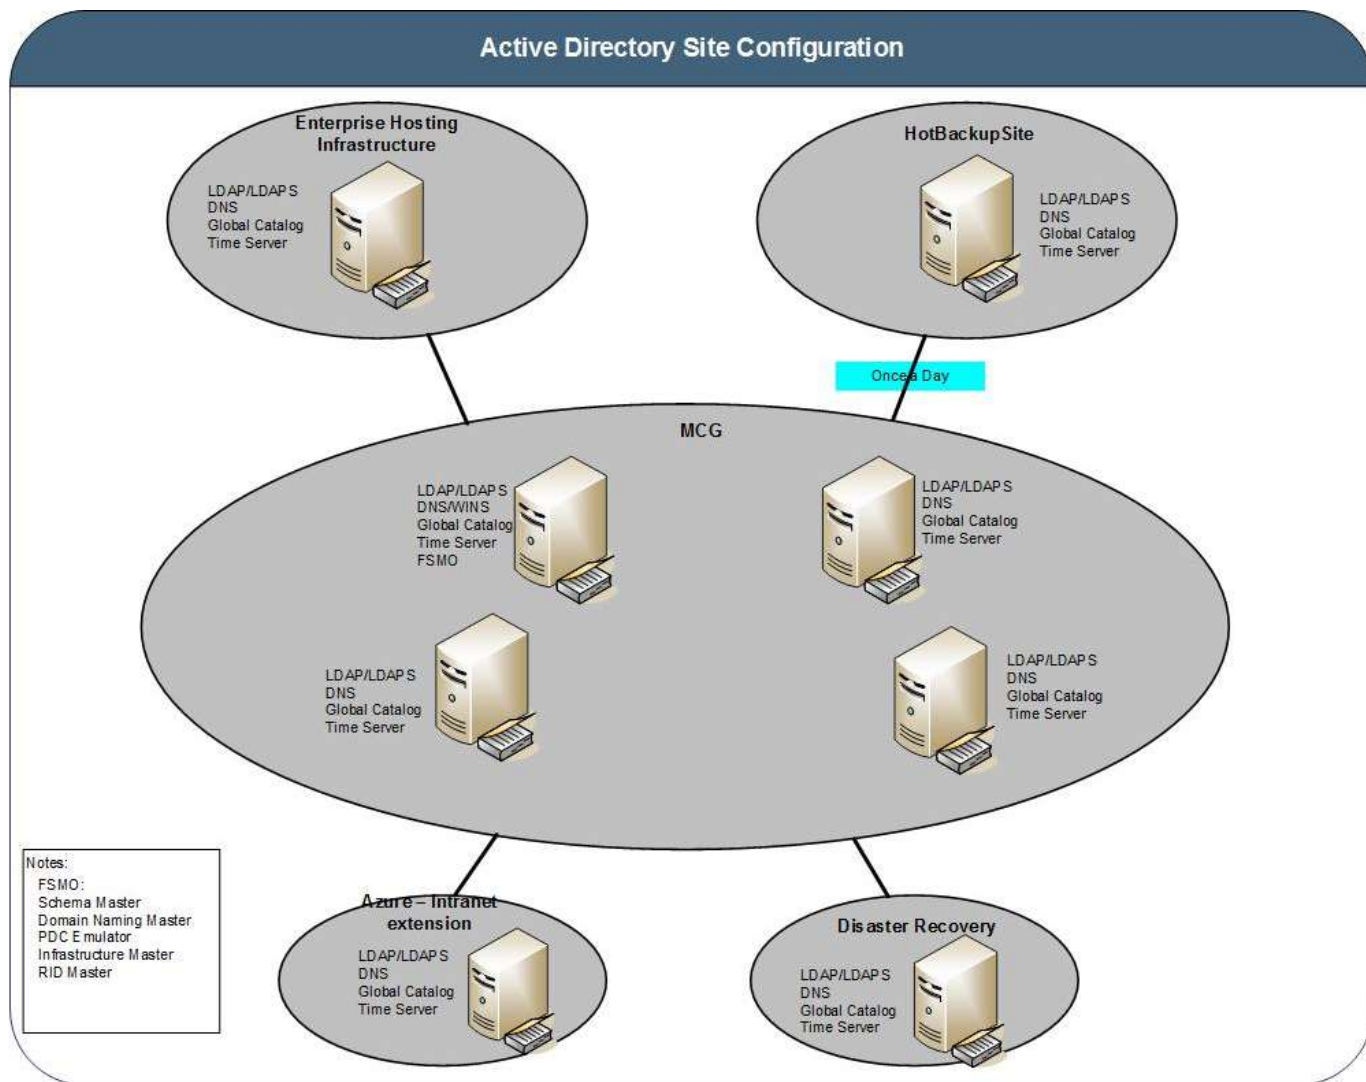 Active Directory Site Configuration
Enterprise Hosting
Infrastructure
LDAP/LDAPS
DNS
Global Catalog
Time Server
HotBackupSite
LDAP/LDAPS
DNS
Global Catalog
Time Server
Once a Day
MCG
LDAP/LDAPS
DNS/WINS
Global Catalog
Time Server
FSMO
LDAP/LDAPS
DNS
Global Catalog
Time Server
LDAP/LDAPS
DNS
Global Catalog
Time Server
LDAP/LDAPS
DNS
Global Catalog
Time Server
Notes:
FSMO:
Schema Master
Domain Naming Master
PDC Emulator
Infrastructure Master
RID Master
Azure – Intranet
extension
LDAP/LDAPS
DNS
Global Catalog
Time Server
Disaster Recovery
LDAP/LDAPS
DNS
Global Catalog
Time Server